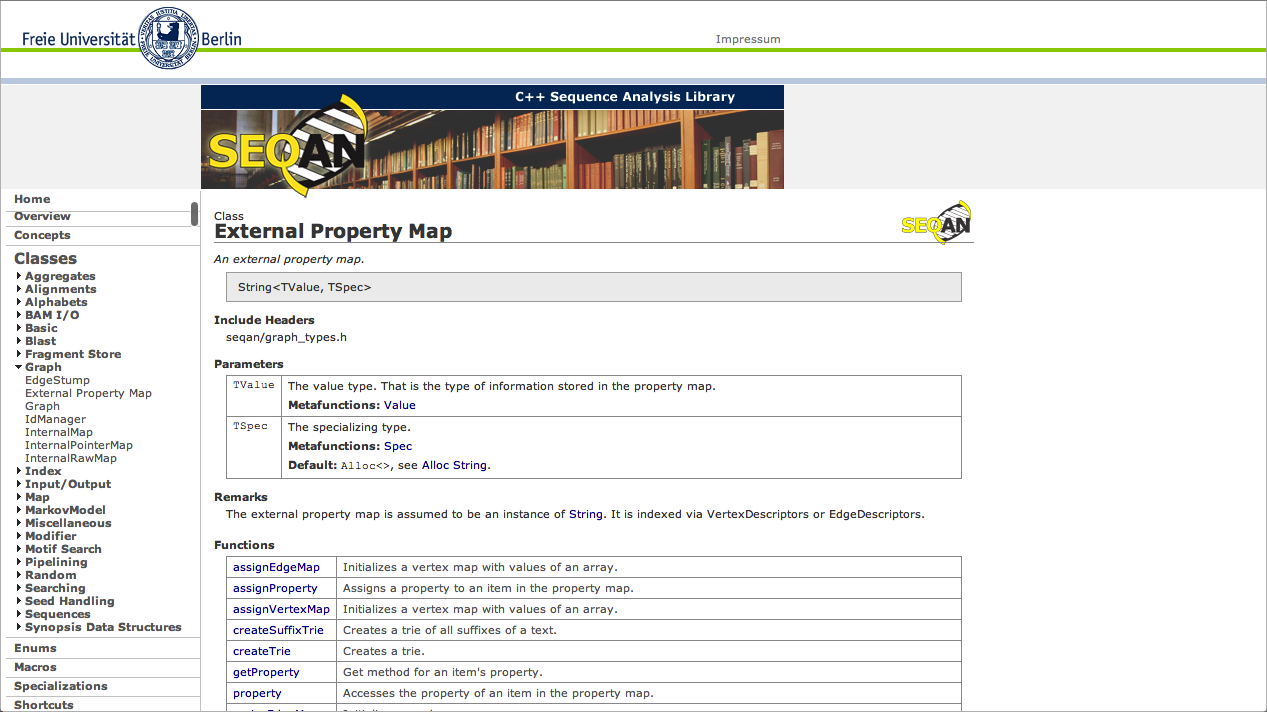 Freie Universität Berlin
Impressum
C++ Sequence Analysis Library
SEQAN
Home
Overview
Concepts
Classes
Aggregates
Alignments
Alphabets
BAM I/O
Basic
Blast
Fragment Store
Graph
EdgeStump
External Property Map
Graph
IdManager
InternalMap
InternalPointerMap
InternalRawMap
Index
Input/Output
Map
MarkovModel
Miscellaneous
Modifier
Motif Search
Pipelining
Random
Searching
Seed Handling
Sequences
Synopsis Data Structures
Enums
Macros
Specializations
Shortcuts
Class
External Property Map
SEQAN
An external property map.
String<TValue, TSpec>
Include Headers
seqan/graph_types.h
Parameters
TValue The value type. That is the type of information stored in the property map.
Metafunctions: Value
TSpec The specializing type.
Metafunctions: Spec
Default: Alloc<>, see Alloc String.
Remarks
The external property map is assumed to be an instance of String. It is indexed via VertexDescriptors or EdgeDescriptors.
Functions
assignEdgeMap Initializes a vertex map with values of an array.
assignProperty Assigns a property to an item in the property map.
assignVertexMap Initializes a vertex map with values of an array.
createSuffixTrie Creates a trie of all suffixes of a text.
createTrie Creates a trie.
getProperty Get method for an item's property.
property Accesses the property of an item in the property map.